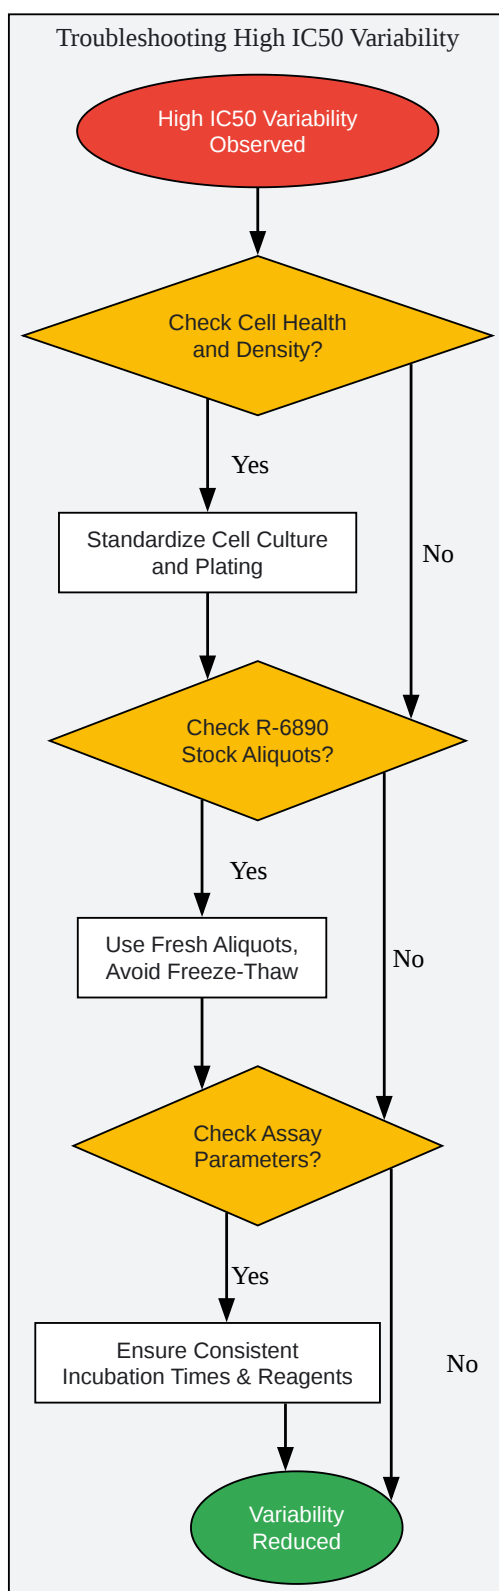 Troubleshooting High IC50 Variability
High IC50 Variability
Observed
Check Cell Health
and Density?
Yes
Standardize Cell Culture
and Plating
No
Check R-6890
Stock Aliquots?
Yes
Use Fresh Aliquots,
Avoid Freeze-Thaw
No
Check Assay
Parameters?
Yes
Ensure Consistent
Incubation Times & Reagents
No
Variability
Reduced